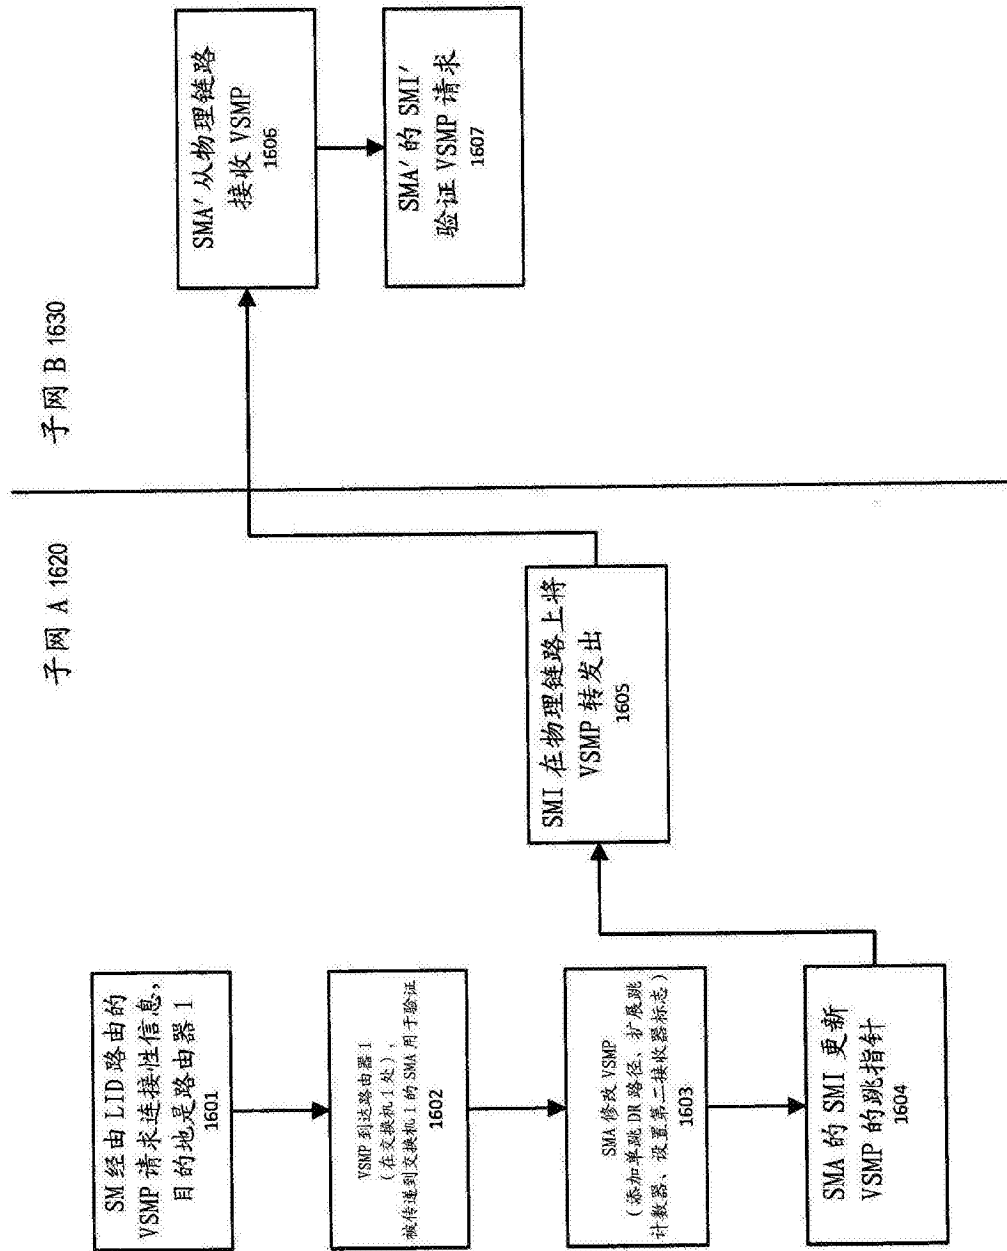 子网 A 1620
SM 经由 LID 路由的
VSMP 请求连接性信息，
目的地是路由器 1
1601
VSMP 到达路由器 1
（在交换机 1 处），
被传递到交换机 1 的 SMA 用于验证
1602
SMA 修改 VSMP
（添加单跳 DR 路径、扩展跳
计数器、设置第二接收器标志）
1603
SMA 的 SMI 更新
VSMP 的跳指针
1604
SMI 在物理链路上将
VSMP 转发出
1605
子网 B 1630
SMA' 从物理链路
接收 VSMP
1606
SMA' 的 SMI'
验证 VSMP 请求
1607